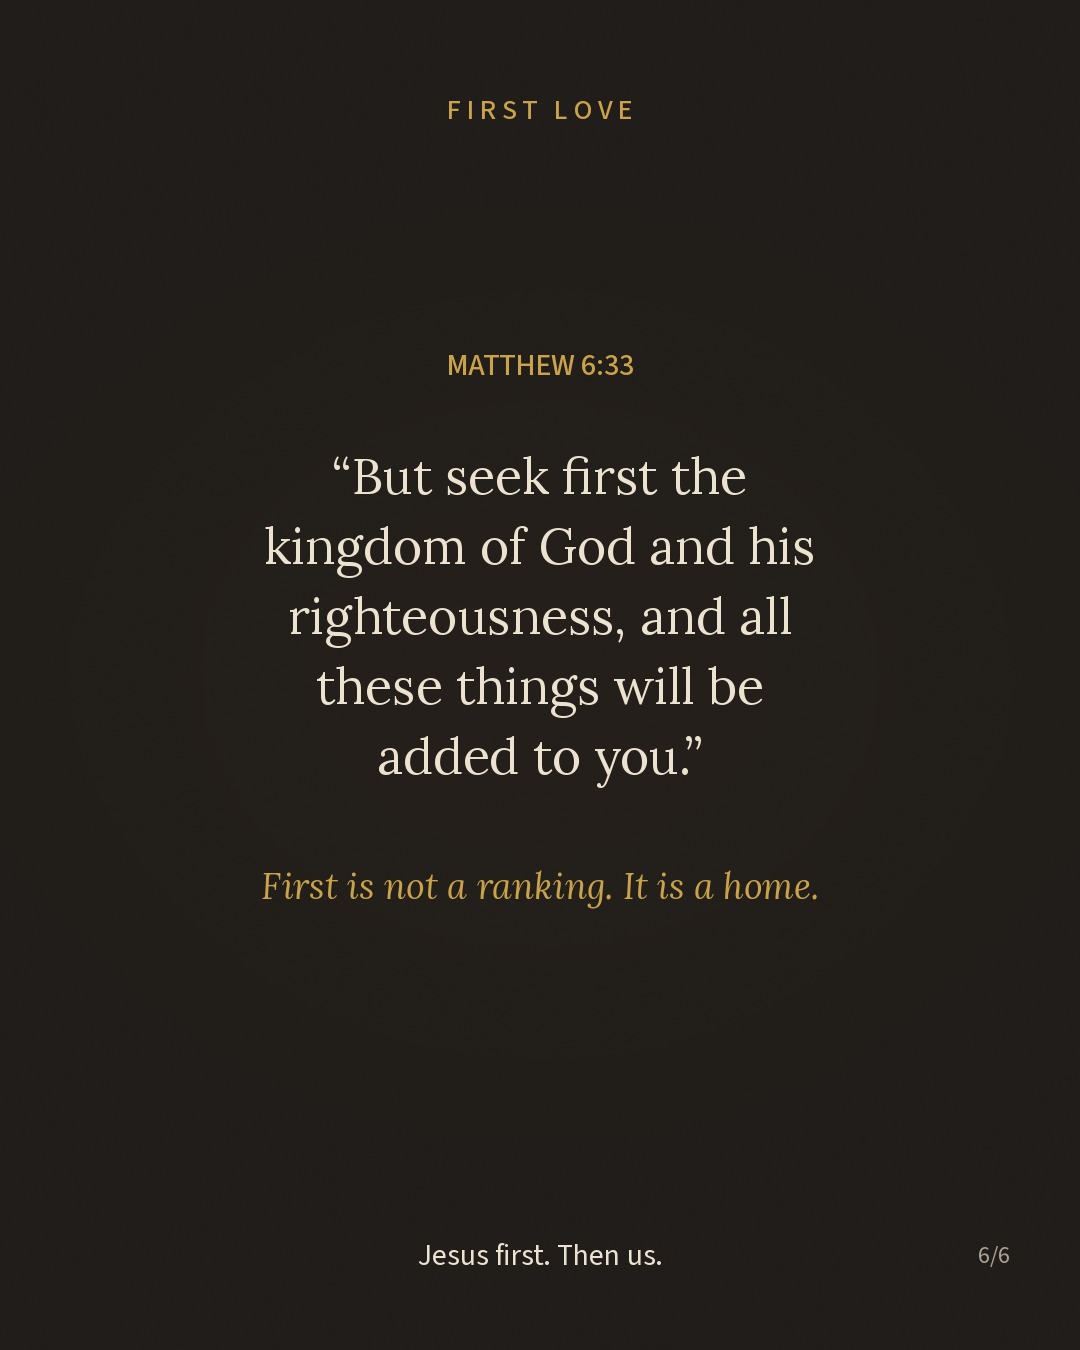 FIRST LOVE
MATTHEW 6:33
“But seek first the
kingdom of God and his
righteousness, and all
these things will be
added to you.”
First is not a ranking. It is a home.
Jesus first. Then us.
6/6